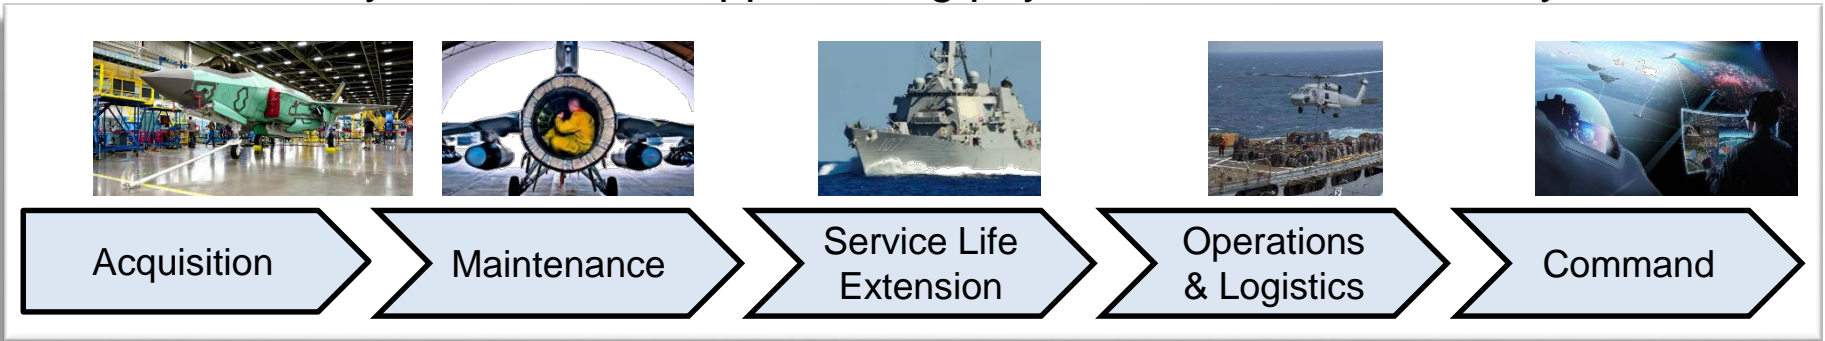 Acquisition
Maintenance
Service Life
Extension
Operations
& Logistics
Command